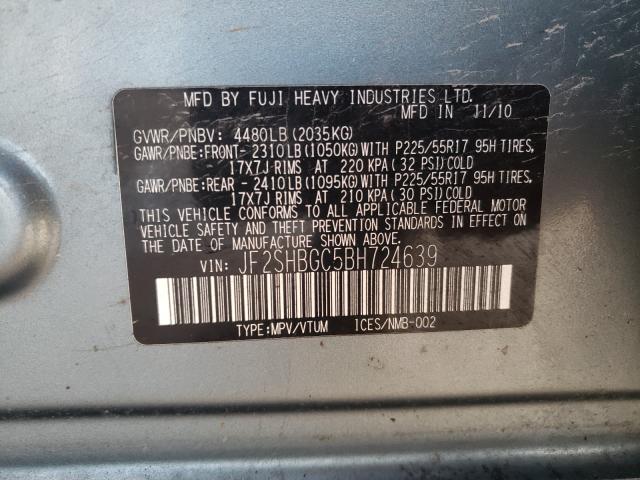 MFD BY FUJI HEAVY INDUSTRIES LTD.
MFD IN 11/10
GVWR/PNBV: 4480LB (2035KG)
GAWR/PNBE:FRONT- 2310LB (1050KG)WITH P225/55R17 95H TIRES,
17X7J RIMS AT 220 KPA (32 PSI)COLD
GAWR/PNBE:REAR - 2410LB (1095KG)WITH P225/55R17 95H TIRES,
17X7J RIMS AT 210 KPA (30 PSI)COLD
THIS VEHICLE CONFORMS TO ALL APPLICABLE FEDERAL MOTOR
VEHICLE SAFETY AND THEFT PREVENTION STANDARDS IN EFFECT ON
THE DATE OF MANUFACTURE SHOWN ABOVE.
VIN: JF2SHBGC5BH724639
TYPE:MPV/VTUM ICES/NMB-002